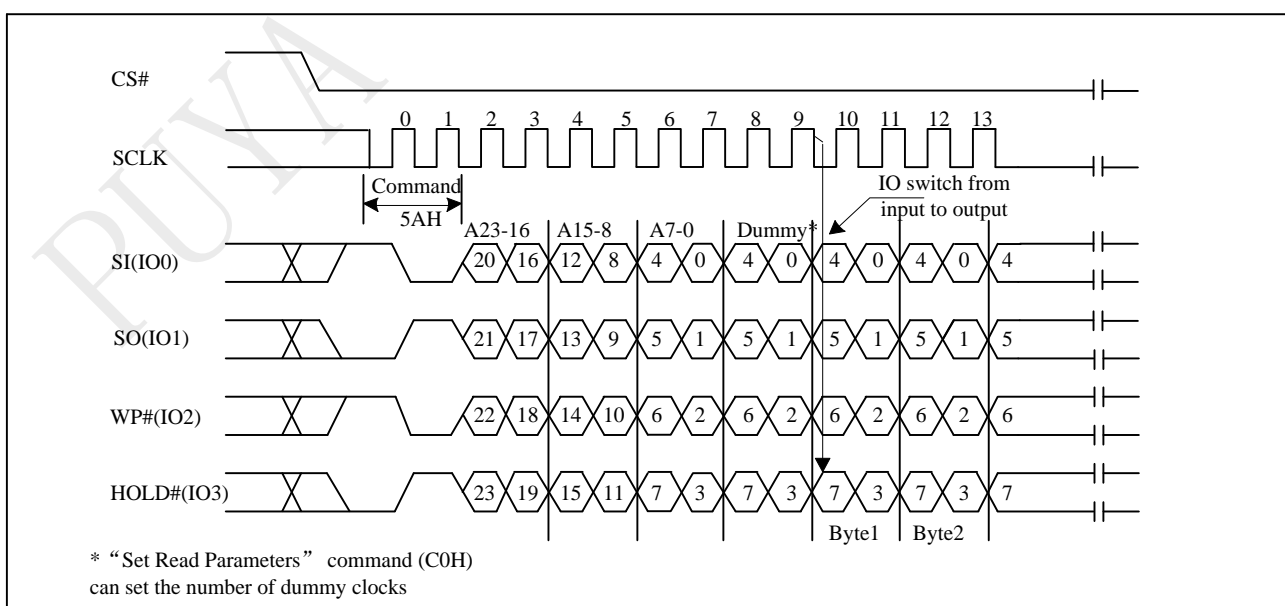 PUYA
CS#
0 1 2 3 4 5 6 7 8 9 10 11 12 13
SCLK
Command
5AH
IO switch from
input to output
A23-16 A15-8 A7-0 Dummy*
SI(IO0) 20 16 12 8 4 0 4 0 4 0 4 0 4
SO(IO1) 21 17 13 9 5 1 5 1 5 1 5 1 5
WP#(IO2) 22 18 14 10 6 2 6 2 6 2 6 2 6
HOLD#(IO3) 23 19 15 11 7 3 7 3 7 3 7 3 7
Byte1 Byte2
* “Set Read Parameters” command (C0H)
can set the number of dummy clocks